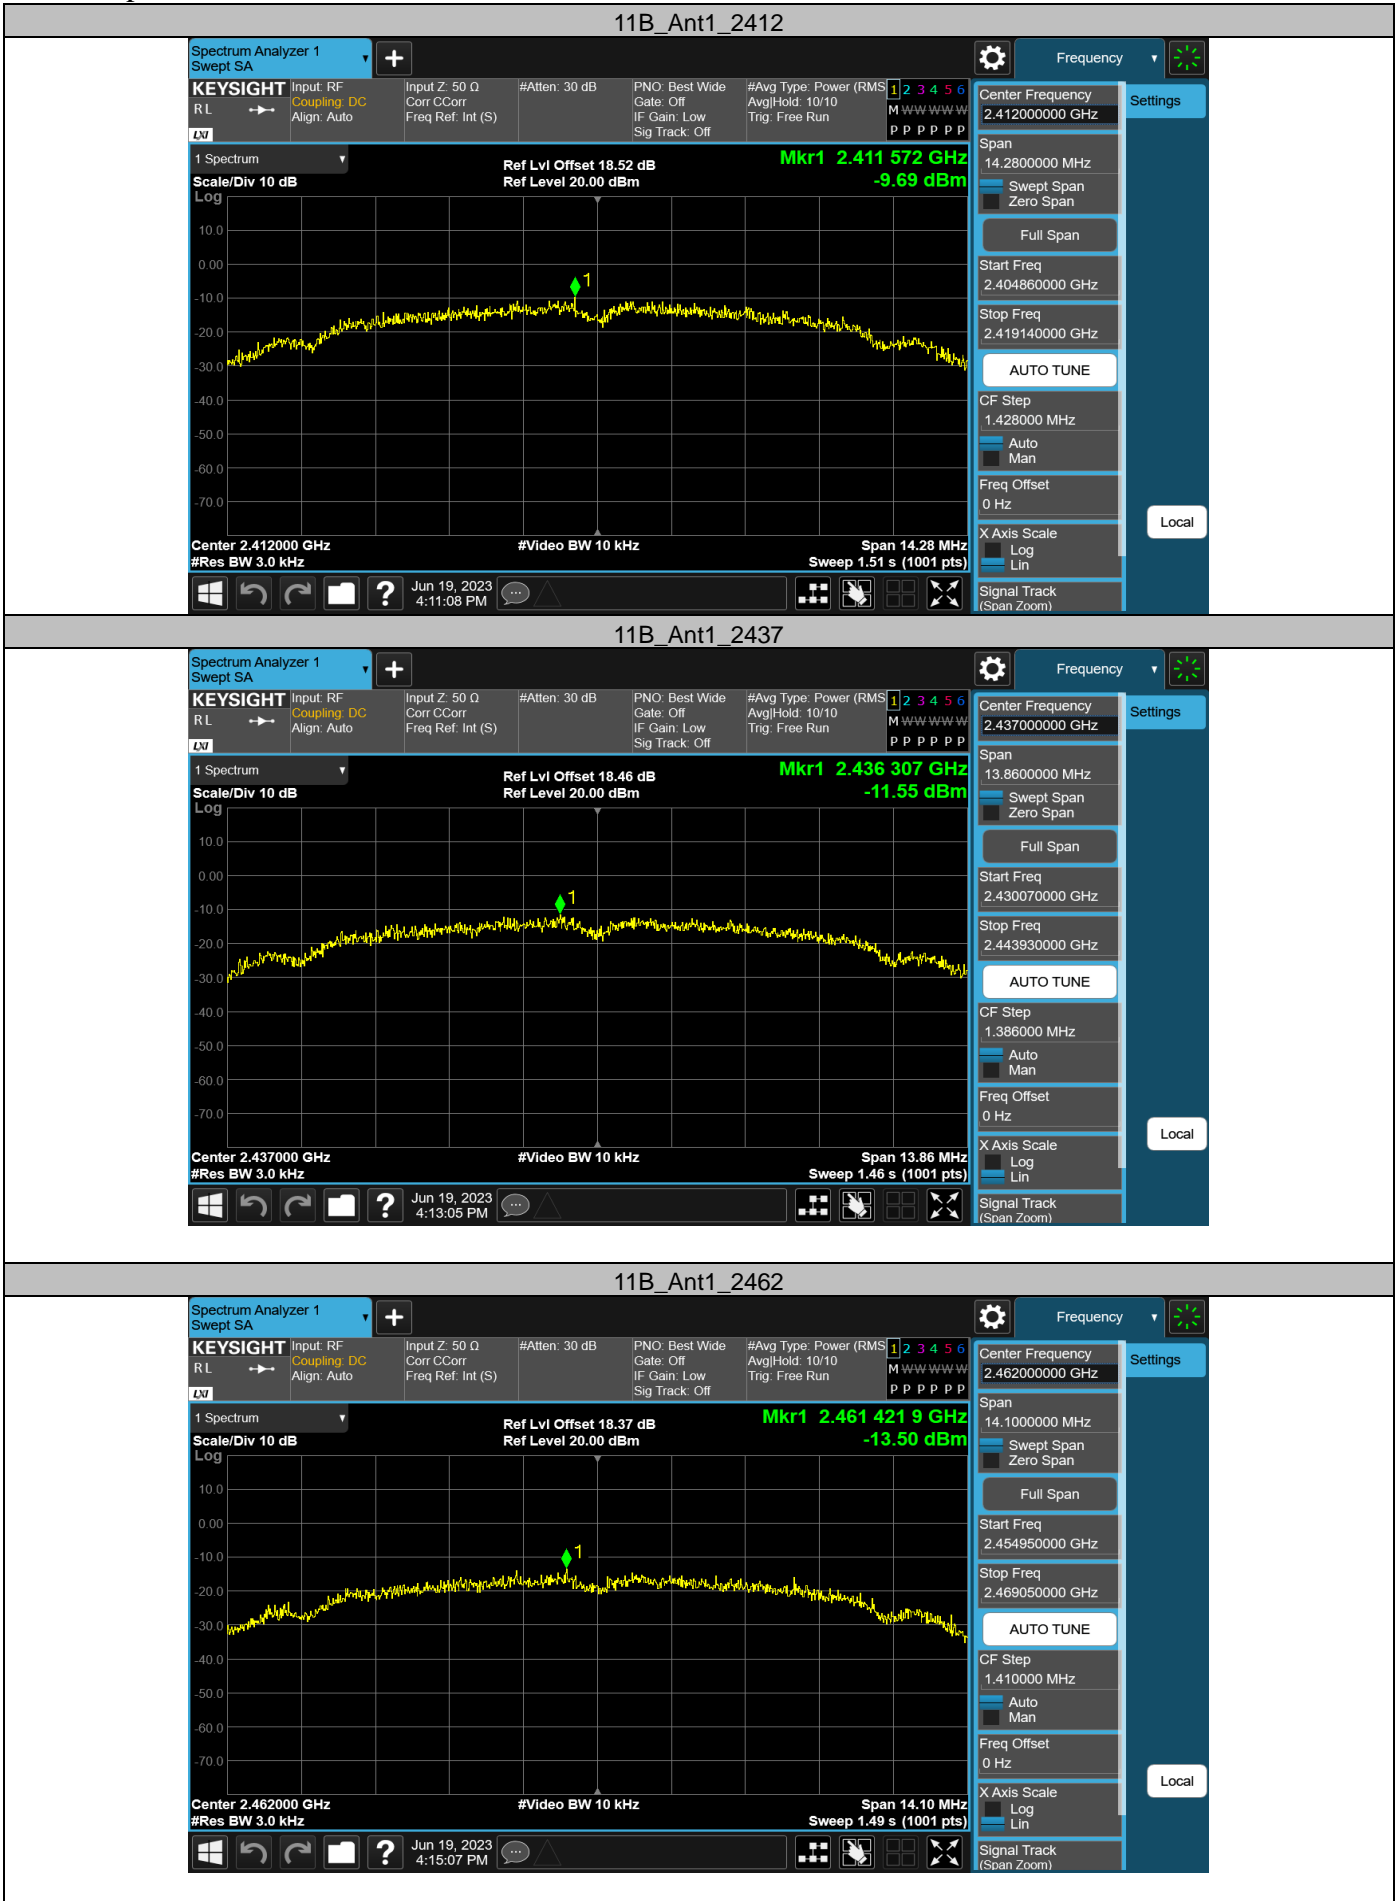 11B_Ant1_2412
Spectrum Analyzer 1
Swept SA
Frequency
KEYSIGHT
RL
LXI
Input: RF
Coupling: DC
Align: Auto
Input Z: 50 Ω
Corr CCorr
Freq Ref: Int (S)
#Atten: 30 dB
PNO: Best Wide
Gate: Off
IF Gain: Low
Sig Track: Off
#Avg Type: Power (RMS
Avg|Hold: 10/10
Trig: Free Run
1 2 3 4 5 6
M W W W W W
P P P P P P
Center Frequency
2.412000000 GHz
Settings
Span
14.2800000 MHz
Swept Span
Zero Span
Full Span
Start Freq
2.404860000 GHz
Stop Freq
2.419140000 GHz
AUTO TUNE
CF Step
1.428000 MHz
Auto
Man
Freq Offset
0 Hz
X Axis Scale
Log
Lin
Signal Track
(Span Zoom)
Local
1 Spectrum
Scale/Div 10 dB
Ref Lvl Offset 18.52 dB
Ref Level 20.00 dBm
Mkr1 2.411 572 GHz
-9.69 dBm
Log
10.0
0.00
-10.0
-20.0
-30.0
-40.0
-50.0
-60.0
-70.0
1
Center 2.412000 GHz
#Video BW 10 kHz
Span 14.28 MHz
#Res BW 3.0 kHz
Sweep 1.51 s (1001 pts)
?
Jun 19, 2023
4:11:08 PM
11B_Ant1_2437
Spectrum Analyzer 1
Swept SA
Frequency
KEYSIGHT
RL
LXI
Input: RF
Coupling: DC
Align: Auto
Input Z: 50 Ω
Corr CCorr
Freq Ref: Int (S)
#Atten: 30 dB
PNO: Best Wide
Gate: Off
IF Gain: Low
Sig Track: Off
#Avg Type: Power (RMS
Avg|Hold: 10/10
Trig: Free Run
1 2 3 4 5 6
M W W W W W
P P P P P P
Center Frequency
2.437000000 GHz
Settings
Span
13.8600000 MHz
Swept Span
Zero Span
Full Span
Start Freq
2.430070000 GHz
Stop Freq
2.443930000 GHz
AUTO TUNE
CF Step
1.386000 MHz
Auto
Man
Freq Offset
0 Hz
X Axis Scale
Log
Lin
Signal Track
(Span Zoom)
Local
1 Spectrum
Scale/Div 10 dB
Ref Lvl Offset 18.46 dB
Ref Level 20.00 dBm
Mkr1 2.436 307 GHz
-11.55 dBm
Log
10.0
0.00
-10.0
-20.0
-30.0
-40.0
-50.0
-60.0
-70.0
1
Center 2.437000 GHz
#Video BW 10 kHz
Span 13.86 MHz
#Res BW 3.0 kHz
Sweep 1.46 s (1001 pts)
?
Jun 19, 2023
4:13:05 PM
11B_Ant1_2462
Spectrum Analyzer 1
Swept SA
Frequency
KEYSIGHT
RL
LXI
Input: RF
Coupling: DC
Align: Auto
Input Z: 50 Ω
Corr CCorr
Freq Ref: Int (S)
#Atten: 30 dB
PNO: Best Wide
Gate: Off
IF Gain: Low
Sig Track: Off
#Avg Type: Power (RMS
Avg|Hold: 10/10
Trig: Free Run
1 2 3 4 5 6
M W W W W W
P P P P P P
Center Frequency
2.462000000 GHz
Settings
Span
14.1000000 MHz
Swept Span
Zero Span
Full Span
Start Freq
2.454950000 GHz
Stop Freq
2.469050000 GHz
AUTO TUNE
CF Step
1.410000 MHz
Auto
Man
Freq Offset
0 Hz
X Axis Scale
Log
Lin
Signal Track
(Span Zoom)
Local
1 Spectrum
Scale/Div 10 dB
Ref Lvl Offset 18.37 dB
Ref Level 20.00 dBm
Mkr1 2.461 421 9 GHz
-13.50 dBm
Log
10.0
0.00
-10.0
-20.0
-30.0
-40.0
-50.0
-60.0
-70.0
1
Center 2.462000 GHz
#Video BW 10 kHz
Span 14.10 MHz
#Res BW 3.0 kHz
Sweep 1.49 s (1001 pts)
?
Jun 19, 2023
4:15:07 PM